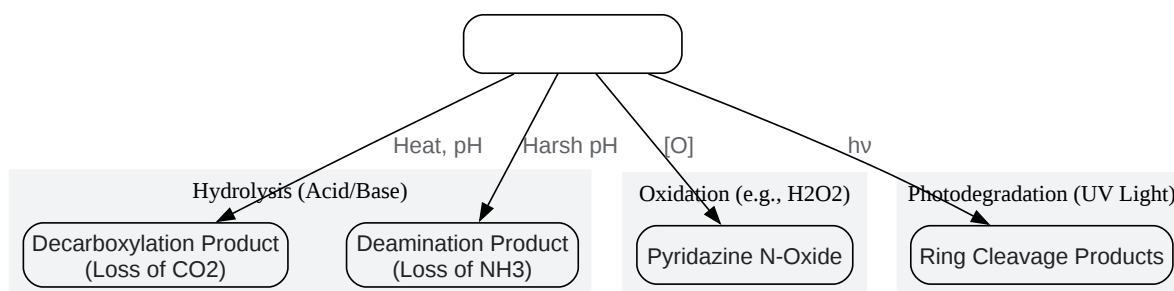 Heat, pH
Harsh pH
[O]
hν
Hydrolysis (Acid/Base)
Oxidation (e.g., H2O2)
Photodegradation (UV Light)
Decarboxylation Product
(Loss of CO2)
Deamination Product
(Loss of NH3)
Pyridazine N-Oxide
Ring Cleavage Products